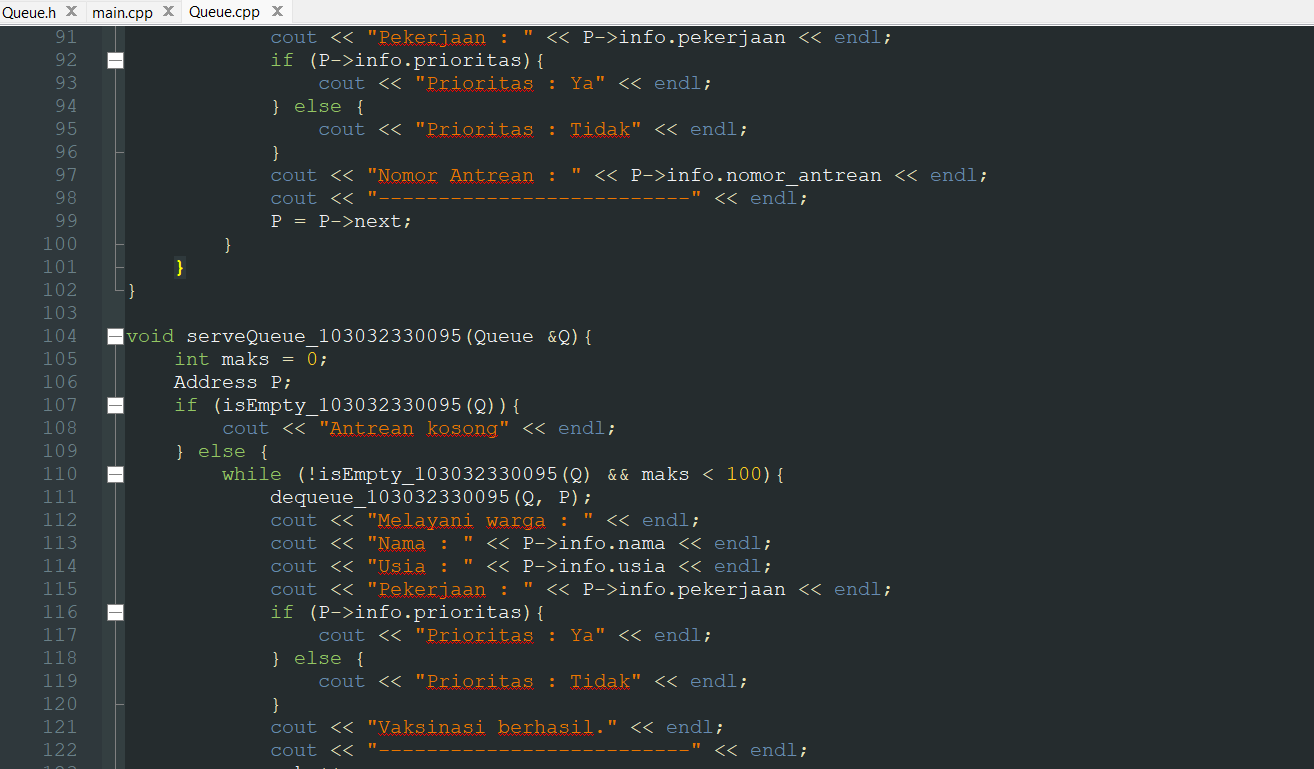 Queue.h X main.cpp X Queue.cpp X
91 cout << "Pekerjaan : " << P->info.pekerjaan << endl;
92 if (P->info.prioritas){
93 cout << "Prioritas : Ya" << endl;
94 } else {
95 cout << "Prioritas : Tidak" << endl;
96 }
97 cout << "Nomor Antrean : " << P->info.nomor_antrean << endl;
98 cout << "--------------------------" << endl;
99 P = P->next;
100 }
101 }
102 }
103
104 void serveQueue_103032330095(Queue &Q){
105 int maks = 0;
106 Address P;
107 if (isEmpty_103032330095(Q)){
108 cout << "Antrean kosong" << endl;
109 } else {
110 while (!isEmpty_103032330095(Q) && maks < 100){
111 dequeue_103032330095(Q, P);
112 cout << "Melayani warga : " << endl;
113 cout << "Nama : " << P->info.nama << endl;
114 cout << "Usia : " << P->info.usia << endl;
115 cout << "Pekerjaan : " << P->info.pekerjaan << endl;
116 if (P->info.prioritas){
117 cout << "Prioritas : Ya" << endl;
118 } else {
119 cout << "Prioritas : Tidak" << endl;
120 }
121 cout << "Vaksinasi berhasil." << endl;
122 cout << "--------------------------" << endl;